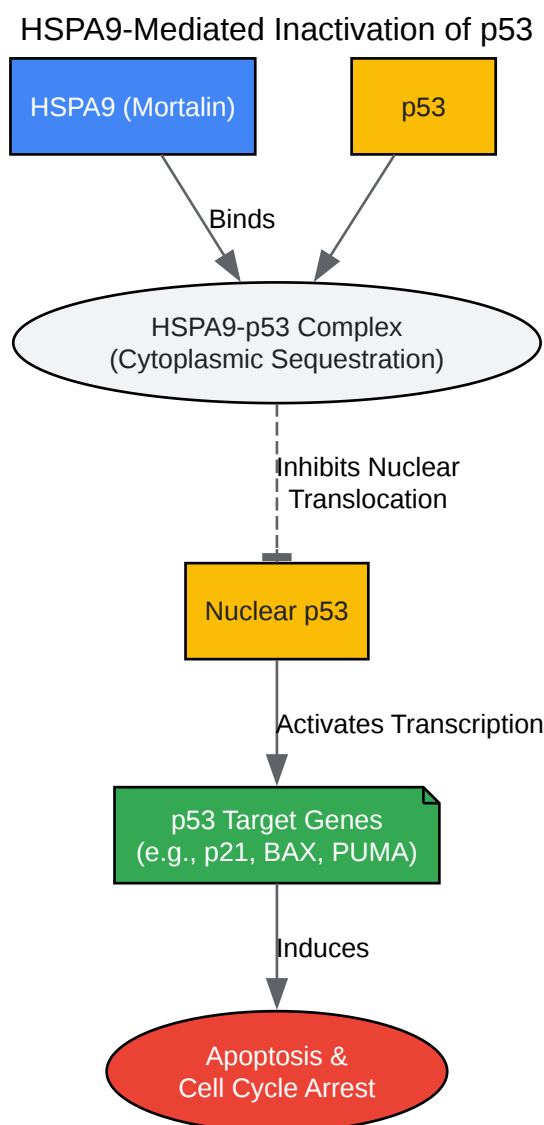 HSPA9-Mediated Inactivation of p53
HSPA9 (Mortalin)
p53
Binds
HSPA9-p53 Complex
(Cytoplasmic Sequestration)
Inhibits Nuclear
Translocation
Nuclear p53
Activates Transcription
p53 Target Genes
(e.g., p21, BAX, PUMA)
Induces
Apoptosis &
Cell Cycle Arrest